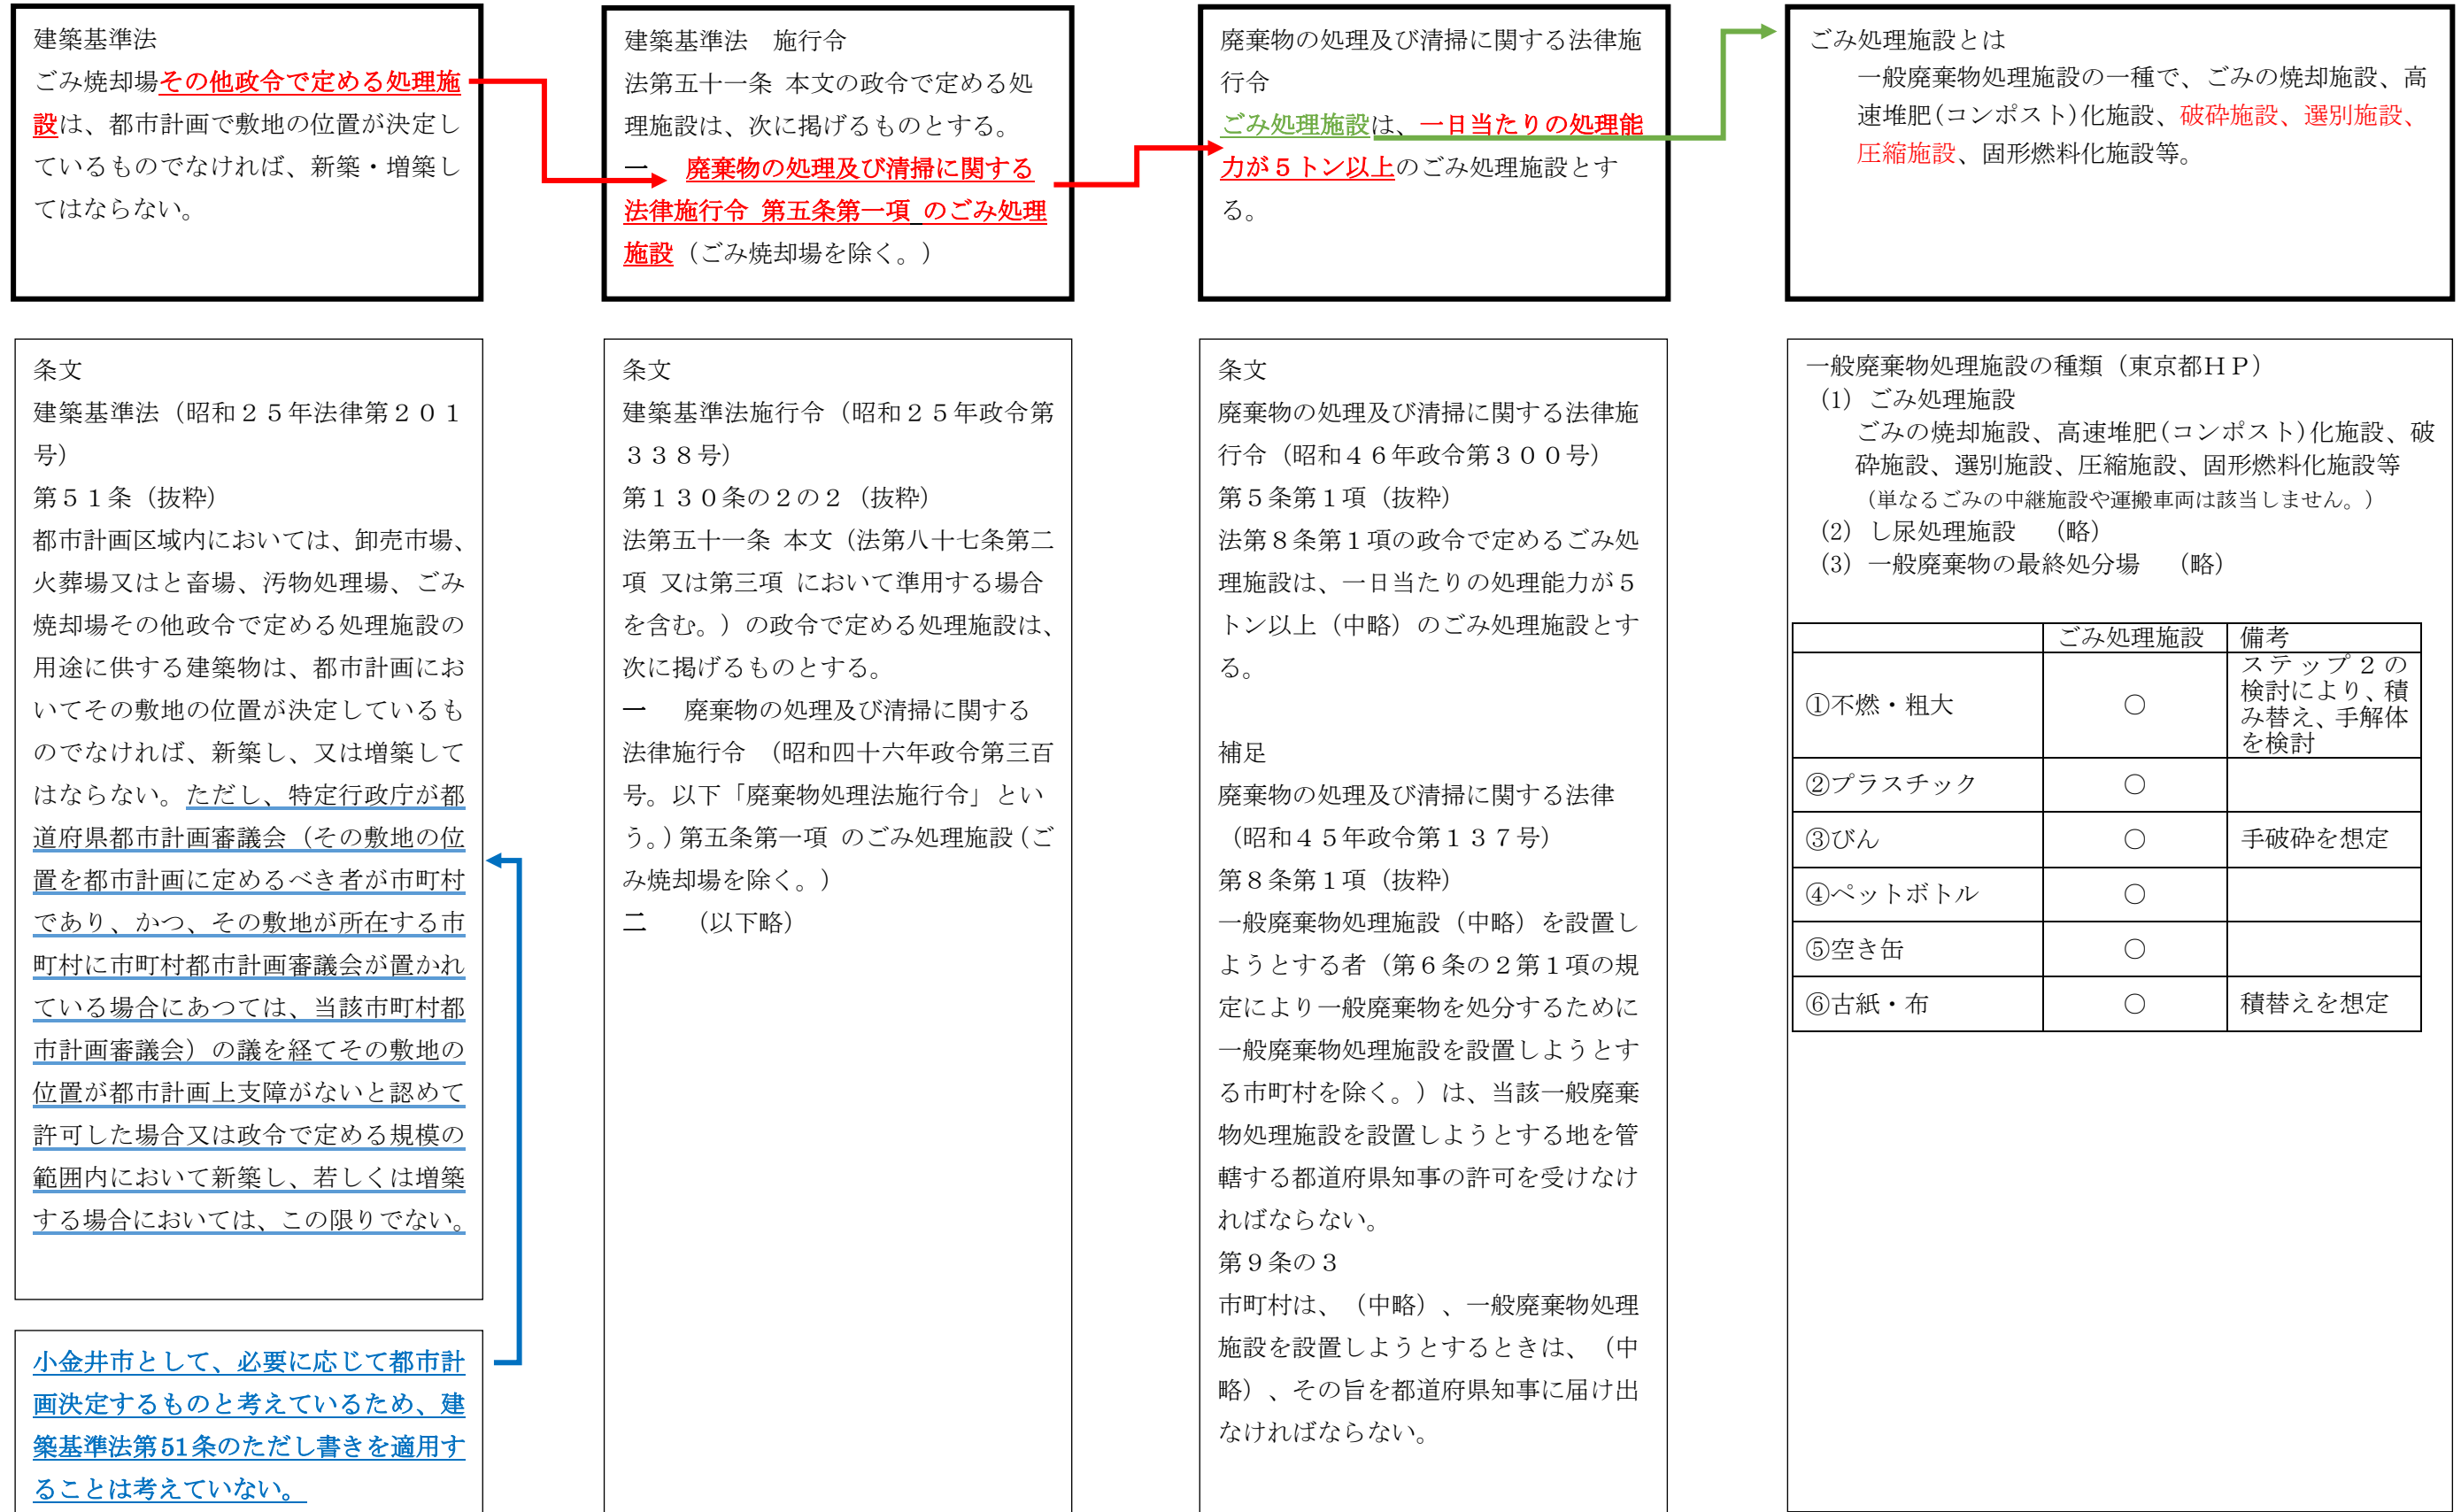 建築基準法
ごみ焼却場その他政令で定める処理施
設は、都市計画で敷地の位置が決定し
ているものでなければ、新築・増築し
てはならない。
建築基準法　施行令
法第五十一条 本文の政令で定める処
理施設は、次に掲げるものとする。
一　廃棄物の処理及び清掃に関する
法律施行令 第五条第一項 のごみ処理
施設（ごみ焼却場を除く。）
廃棄物の処理及び清掃に関する法律施
行令
ごみ処理施設は、一日当たりの処理能
力が５トン以上のごみ処理施設とす
る。
ごみ処理施設とは
一般廃棄物処理施設の一種で、ごみの焼却施設、高
速堆肥(コンポスト)化施設、破砕施設、選別施設、
圧縮施設、固形燃料化施設等。
条文
建築基準法（昭和２５年法律第２０１
号）
第５１条（抜粋）
都市計画区域内においては、卸売市場、
火葬場又はと畜場、汚物処理場、ごみ
焼却場その他政令で定める処理施設の
用途に供する建築物は、都市計画にお
いてその敷地の位置が決定しているも
のでなければ、新築し、又は増築して
はならない。ただし、特定行政庁が都
道府県都市計画審議会（その敷地の位
置を都市計画に定めるべき者が市町村
であり、かつ、その敷地が所在する市
町村に市町村都市計画審議会が置かれ
ている場合にあつては、当該市町村都
市計画審議会）の議を経てその敷地の
位置が都市計画上支障がないと認めて
許可した場合又は政令で定める規模の
範囲内において新築し、若しくは増築
する場合においては、この限りでない。
小金井市として、必要に応じて都市計
画決定するものと考えているため、建
築基準法第51条のただし書きを適用す
ることは考えていない。
条文
建築基準法施行令（昭和２５年政令第
３３８号）
第１３０条の２の２（抜粋）
法第五十一条 本文（法第八十七条第二
項 又は第三項 において準用する場合
を含む。）の政令で定める処理施設は、
次に掲げるものとする。
一　廃棄物の処理及び清掃に関する
法律施行令 （昭和四十六年政令第三百
号。以下「廃棄物処理法施行令」とい
う。）第五条第一項 のごみ処理施設（ご
み焼却場を除く。）
二　（以下略）
条文
廃棄物の処理及び清掃に関する法律施
行令（昭和４６年政令第３００号）
第５条第１項（抜粋）
法第８条第１項の政令で定めるごみ処
理施設は、一日当たりの処理能力が５
トン以上（中略）のごみ処理施設とす
る。
補足
廃棄物の処理及び清掃に関する法律
（昭和４５年政令第１３７号）
第８条第１項（抜粋）
一般廃棄物処理施設（中略）を設置し
ようとする者（第６条の２第１項の規
定により一般廃棄物を処分するために
一般廃棄物処理施設を設置しようとす
る市町村を除く。）は、当該一般廃棄
物処理施設を設置しようとする地を管
轄する都道府県知事の許可を受けなけ
ればならない。
第９条の３
市町村は、（中略）、一般廃棄物処理
施設を設置しようとするときは、（中
略）、その旨を都道府県知事に届け出
なければならない。
一般廃棄物処理施設の種類（東京都ＨＰ）
(1) ごみ処理施設
ごみの焼却施設、高速堆肥(コンポスト)化施設、破
砕施設、選別施設、圧縮施設、固形燃料化施設等
（単なるごみの中継施設や運搬車両は該当しません。）
(2) し尿処理施設　（略）
(3) 一般廃棄物の最終処分場　（略）
ごみ処理施設 備考
①不燃・粗大 ○ ステップ２の
検討により、積
み替え、手解体
を検討
②プラスチック ○
③びん ○ 手破砕を想定
④ペットボトル ○
⑤空き缶 ○
⑥古紙・布 ○ 積替えを想定